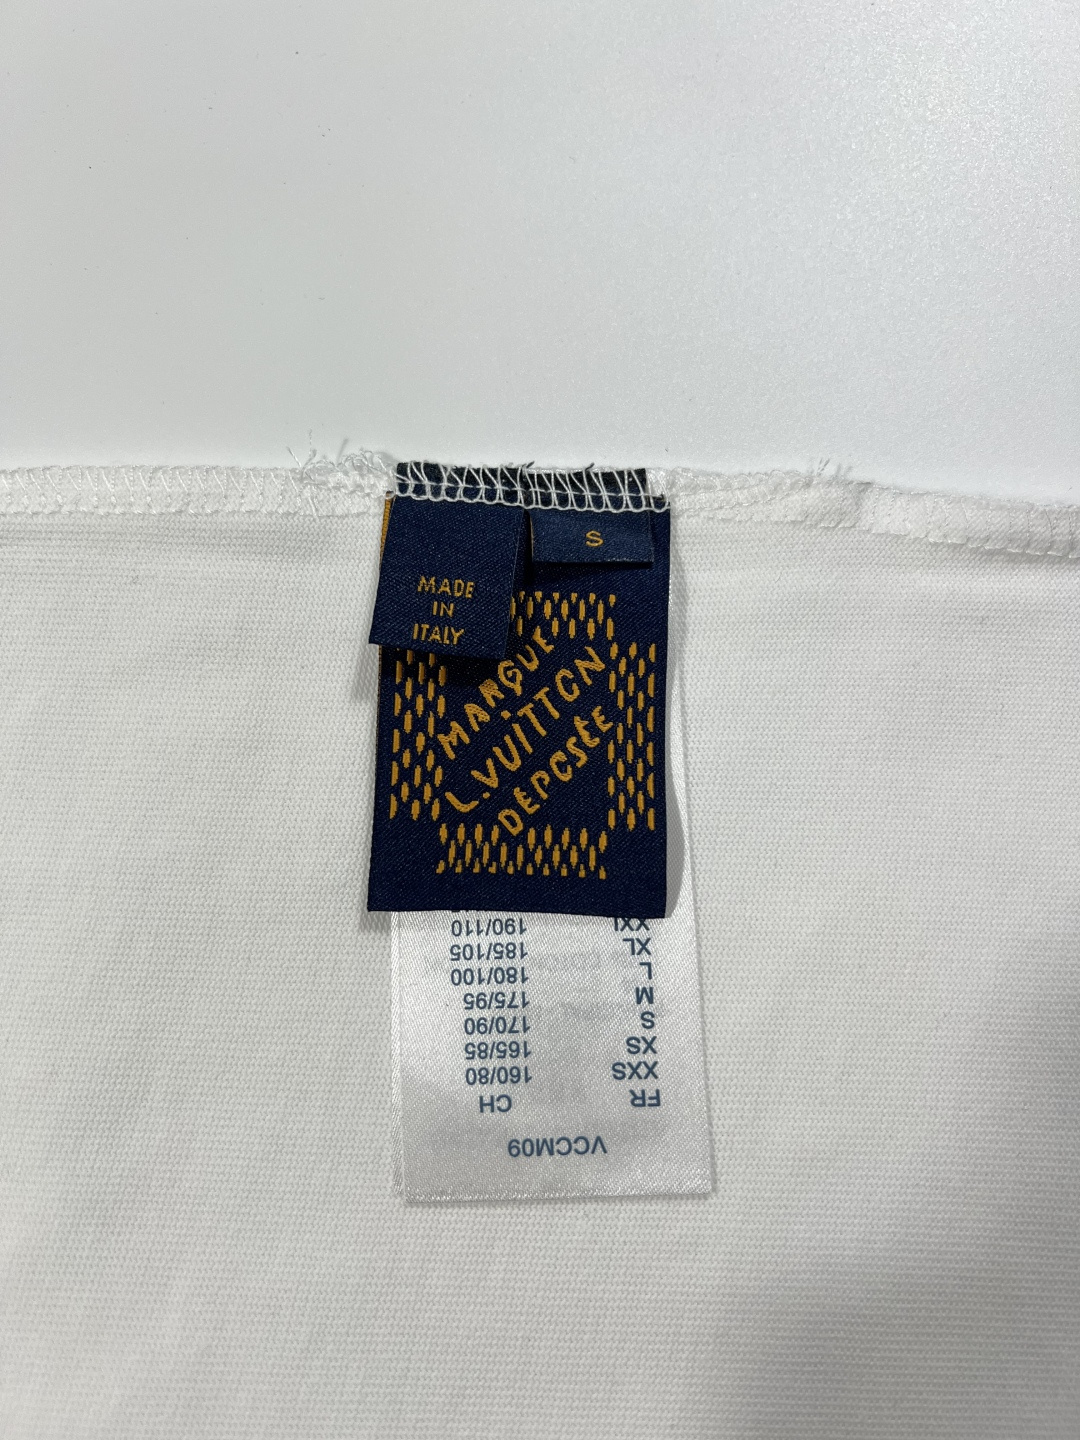 MADE
IN
ITALY
S
MARQUE
L.VUITTON
DÉPOSÉE
VCCM09
FR CH
XXS 160/80
XS 165/85
S 170/90
M 175/95
L 180/100
XL 185/105
XXL 190/110